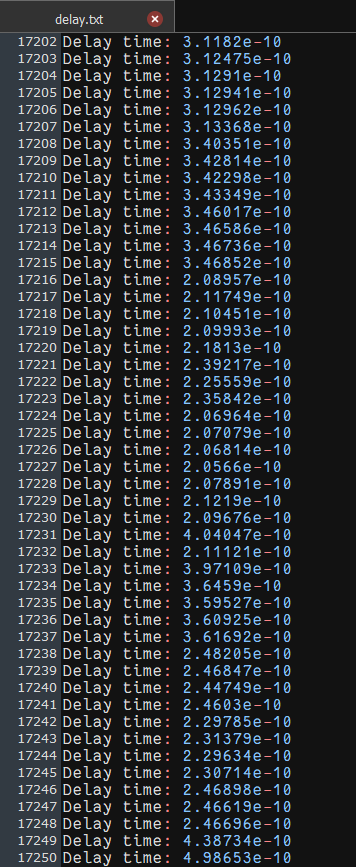 delay.txt
17202 Delay time: 3.1182e-10
17203 Delay time: 3.12475e-10
17204 Delay time: 3.1291e-10
17205 Delay time: 3.12941e-10
17206 Delay time: 3.12962e-10
17207 Delay time: 3.13368e-10
17208 Delay time: 3.40351e-10
17209 Delay time: 3.42814e-10
17210 Delay time: 3.42298e-10
17211 Delay time: 3.43349e-10
17212 Delay time: 3.46017e-10
17213 Delay time: 3.46586e-10
17214 Delay time: 3.46736e-10
17215 Delay time: 3.46852e-10
17216 Delay time: 2.08957e-10
17217 Delay time: 2.11749e-10
17218 Delay time: 2.10451e-10
17219 Delay time: 2.09993e-10
17220 Delay time: 2.1813e-10
17221 Delay time: 2.39217e-10
17222 Delay time: 2.25559e-10
17223 Delay time: 2.35842e-10
17224 Delay time: 2.06964e-10
17225 Delay time: 2.07079e-10
17226 Delay time: 2.06814e-10
17227 Delay time: 2.0566e-10
17228 Delay time: 2.07891e-10
17229 Delay time: 2.1219e-10
17230 Delay time: 2.09676e-10
17231 Delay time: 4.04047e-10
17232 Delay time: 2.11121e-10
17233 Delay time: 3.97109e-10
17234 Delay time: 3.6459e-10
17235 Delay time: 3.59527e-10
17236 Delay time: 3.60925e-10
17237 Delay time: 3.61692e-10
17238 Delay time: 2.48205e-10
17239 Delay time: 2.46847e-10
17240 Delay time: 2.44749e-10
17241 Delay time: 2.4603e-10
17242 Delay time: 2.29785e-10
17243 Delay time: 2.31379e-10
17244 Delay time: 2.29634e-10
17245 Delay time: 2.30714e-10
17246 Delay time: 2.46898e-10
17247 Delay time: 2.46619e-10
17248 Delay time: 2.46696e-10
17249 Delay time: 4.38734e-10
17250 Delay time: 4.98653e-10